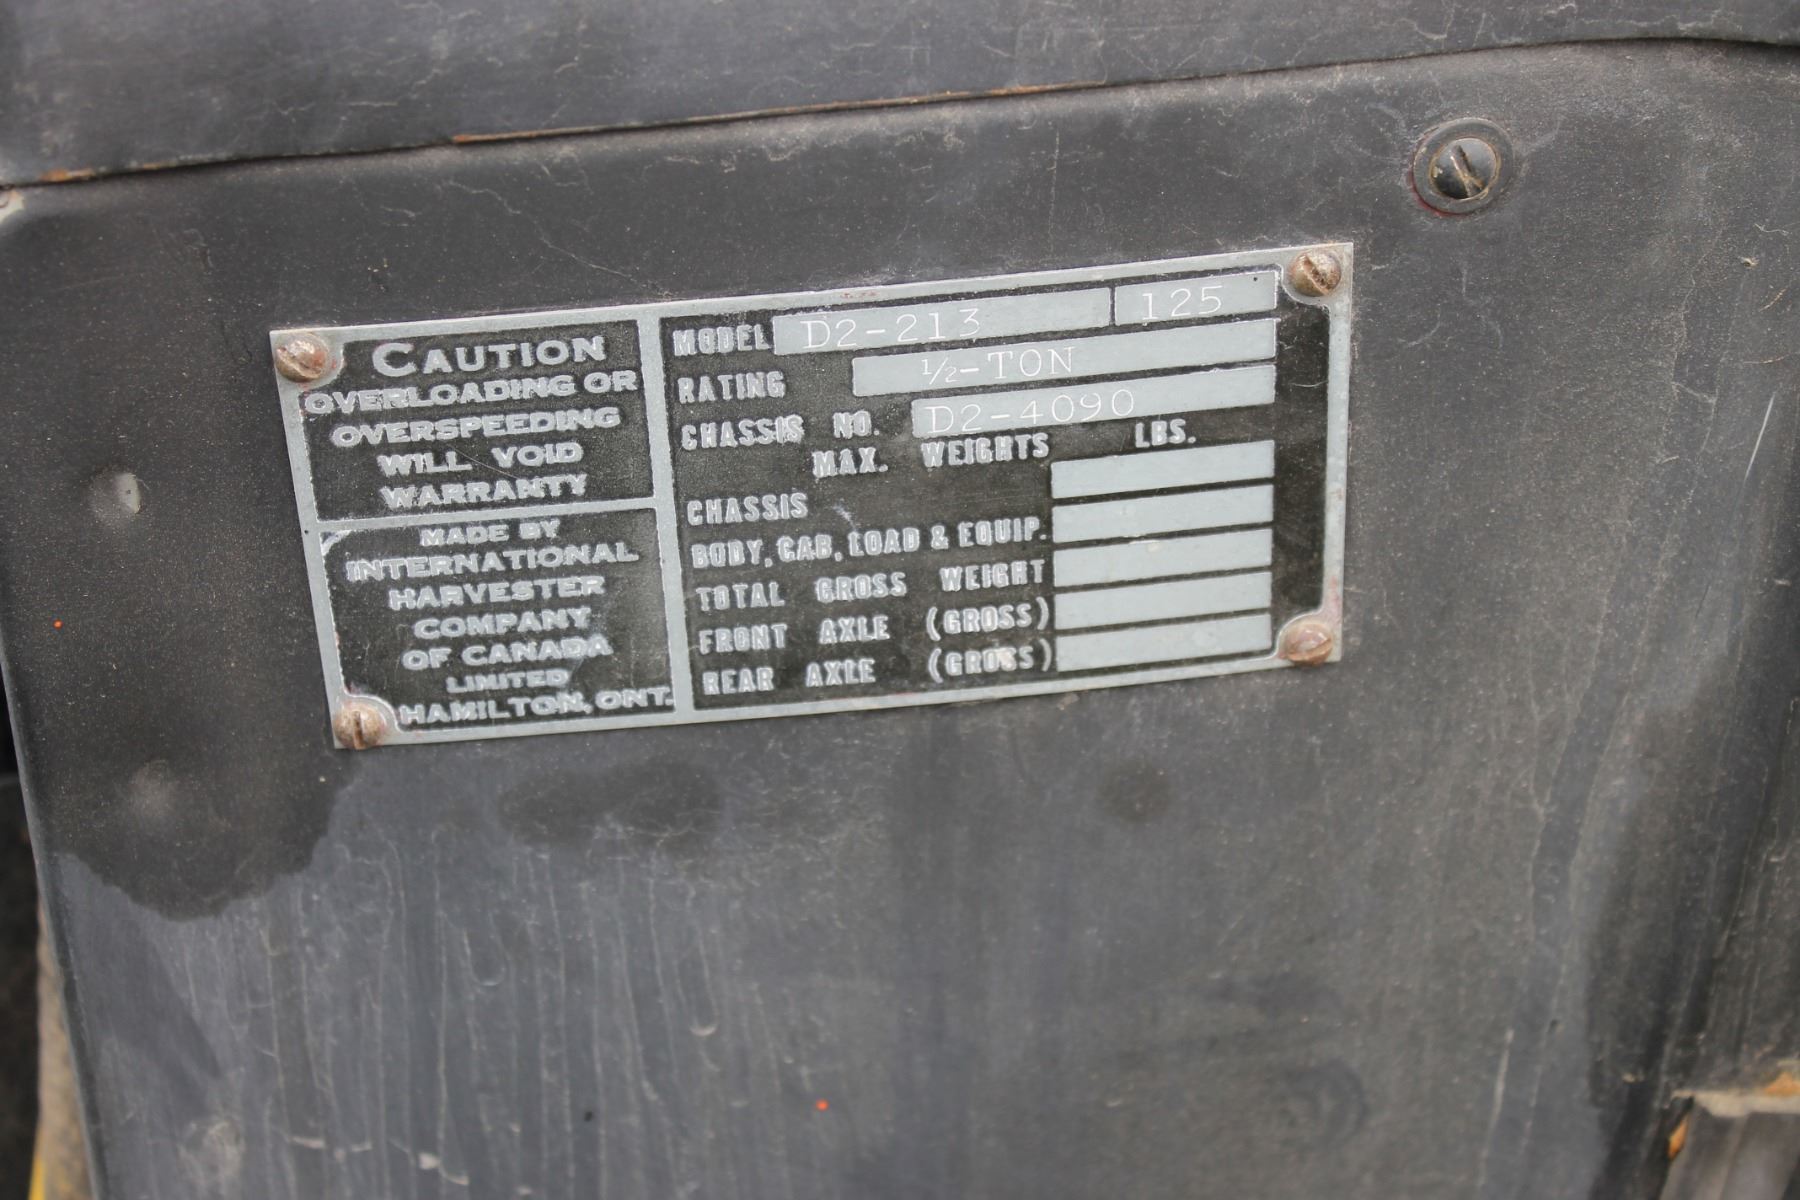 CAUTION
OVERLOADING OR
OVERSPEEDING
WILL VOID
WARRANTY
MADE BY
INTERNATIONAL
HARVESTER
COMPANY
OF CANADA
LIMITED
HAMILTON, ONT.
MODEL D2-213 125
RATING 1/2-TON
CHASSIS NO. D2-4090
MAX. WEIGHTS LBS.
CHASSIS
BODY, CAB, LOAD & EQUIP.
TOTAL GROSS WEIGHT
FRONT AXLE (GROSS)
REAR AXLE (GROSS)